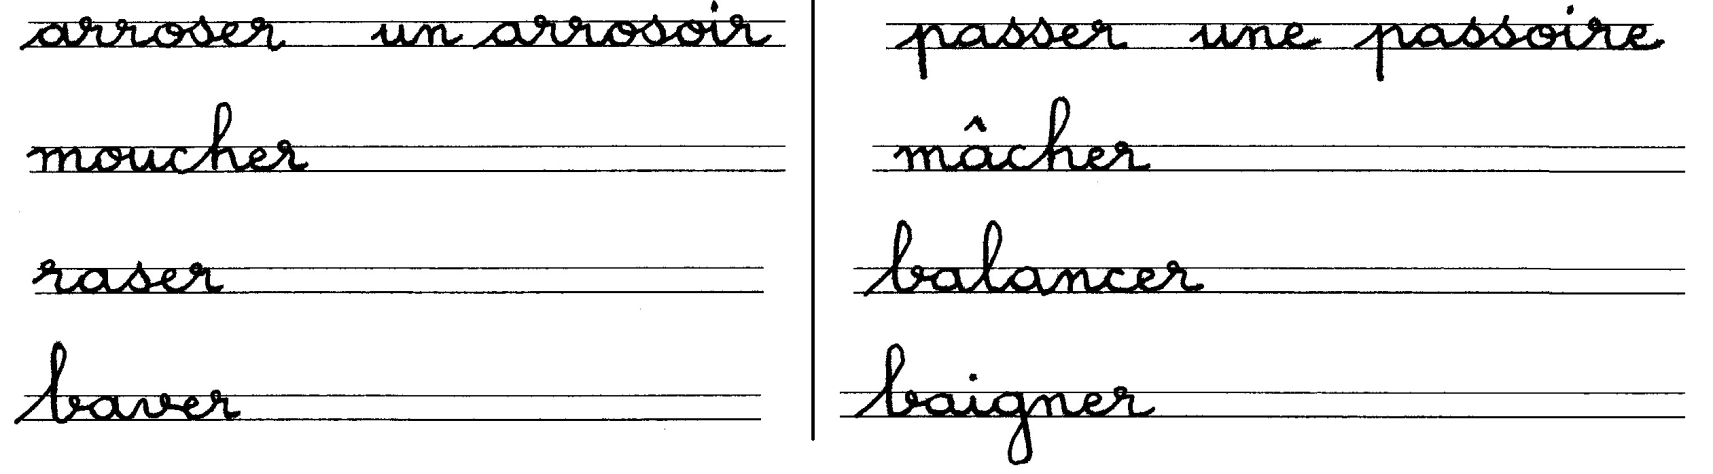 arroser un arrosoir
moucher
raser
baver
passer une passoire
mâcher
balancer
baigner